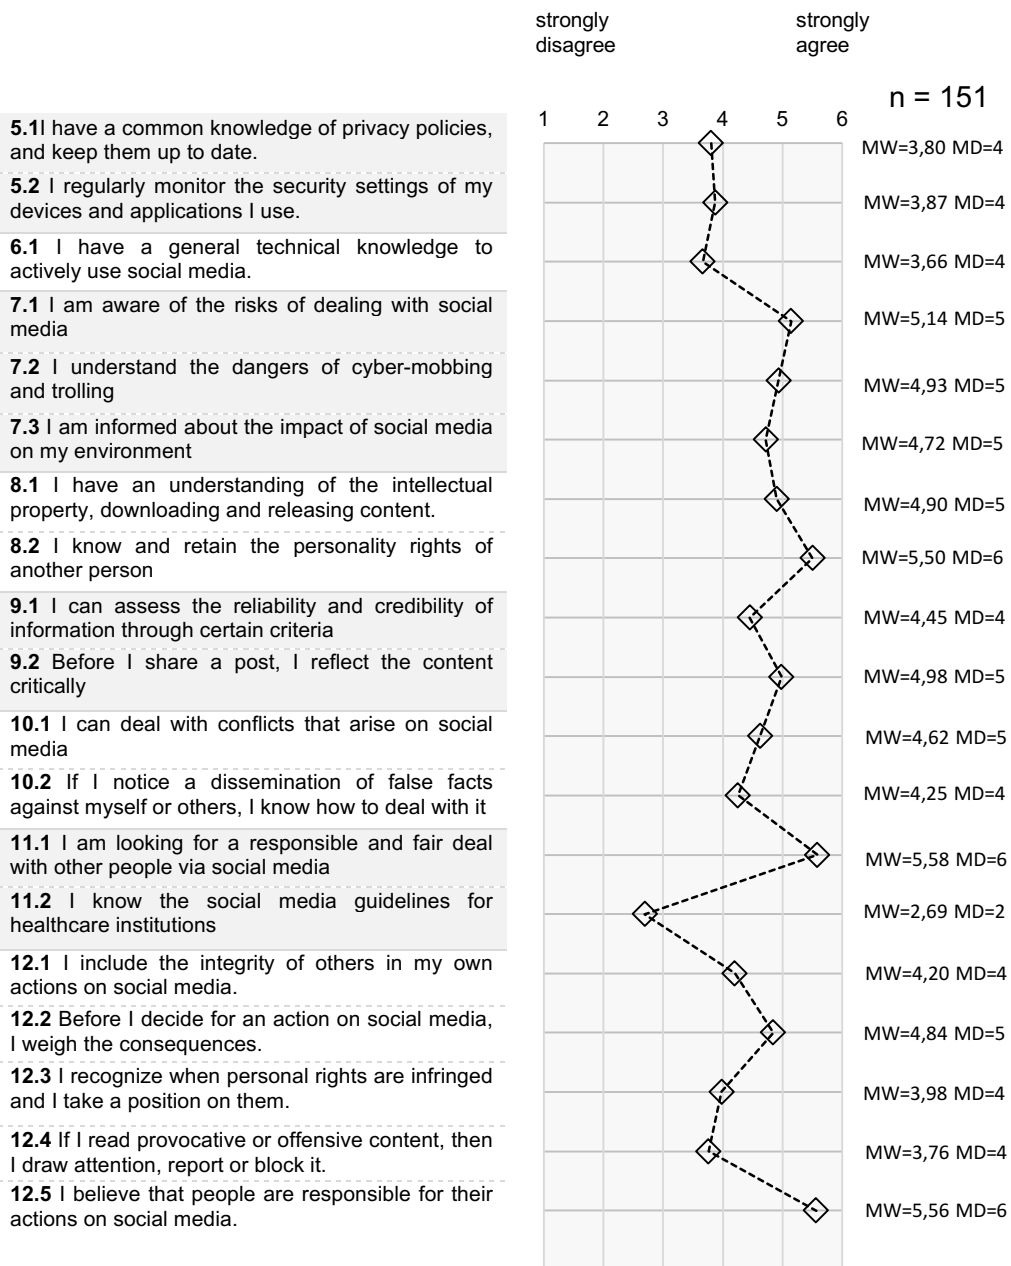 strongly
disagree
strongly
agree
n = 151
1 2 3 4 5 6
5.1I have a common knowledge of privacy policies,
and keep them up to date.
MW=3,80 MD=4
5.2 I regularly monitor the security settings of my
devices and applications I use.
MW=3,87 MD=4
6.1 I have a general technical knowledge to
actively use social media.
MW=3,66 MD=4
7.1 I am aware of the risks of dealing with social
media
MW=5,14 MD=5
7.2 I understand the dangers of cyber-mobbing
and trolling
MW=4,93 MD=5
7.3 I am informed about the impact of social media
on my environment
MW=4,72 MD=5
8.1 I have an understanding of the intellectual
property, downloading and releasing content.
MW=4,90 MD=5
8.2 I know and retain the personality rights of
another person
MW=5,50 MD=6
9.1 I can assess the reliability and credibility of
information through certain criteria
MW=4,45 MD=4
9.2 Before I share a post, I reflect the content
critically
MW=4,98 MD=5
10.1 I can deal with conflicts that arise on social
media
MW=4,62 MD=5
10.2 If I notice a dissemination of false facts
against myself or others, I know how to deal with it
MW=4,25 MD=4
11.1 I am looking for a responsible and fair deal
with other people via social media
MW=5,58 MD=6
11.2 I know the social media guidelines for
healthcare institutions
MW=2,69 MD=2
12.1 I include the integrity of others in my own
actions on social media.
MW=4,20 MD=4
12.2 Before I decide for an action on social media,
I weigh the consequences.
MW=4,84 MD=5
12.3 I recognize when personal rights are infringed
and I take a position on them.
MW=3,98 MD=4
12.4 If I read provocative or offensive content, then
I draw attention, report or block it.
MW=3,76 MD=4
12.5 I believe that people are responsible for their
actions on social media.
MW=5,56 MD=6